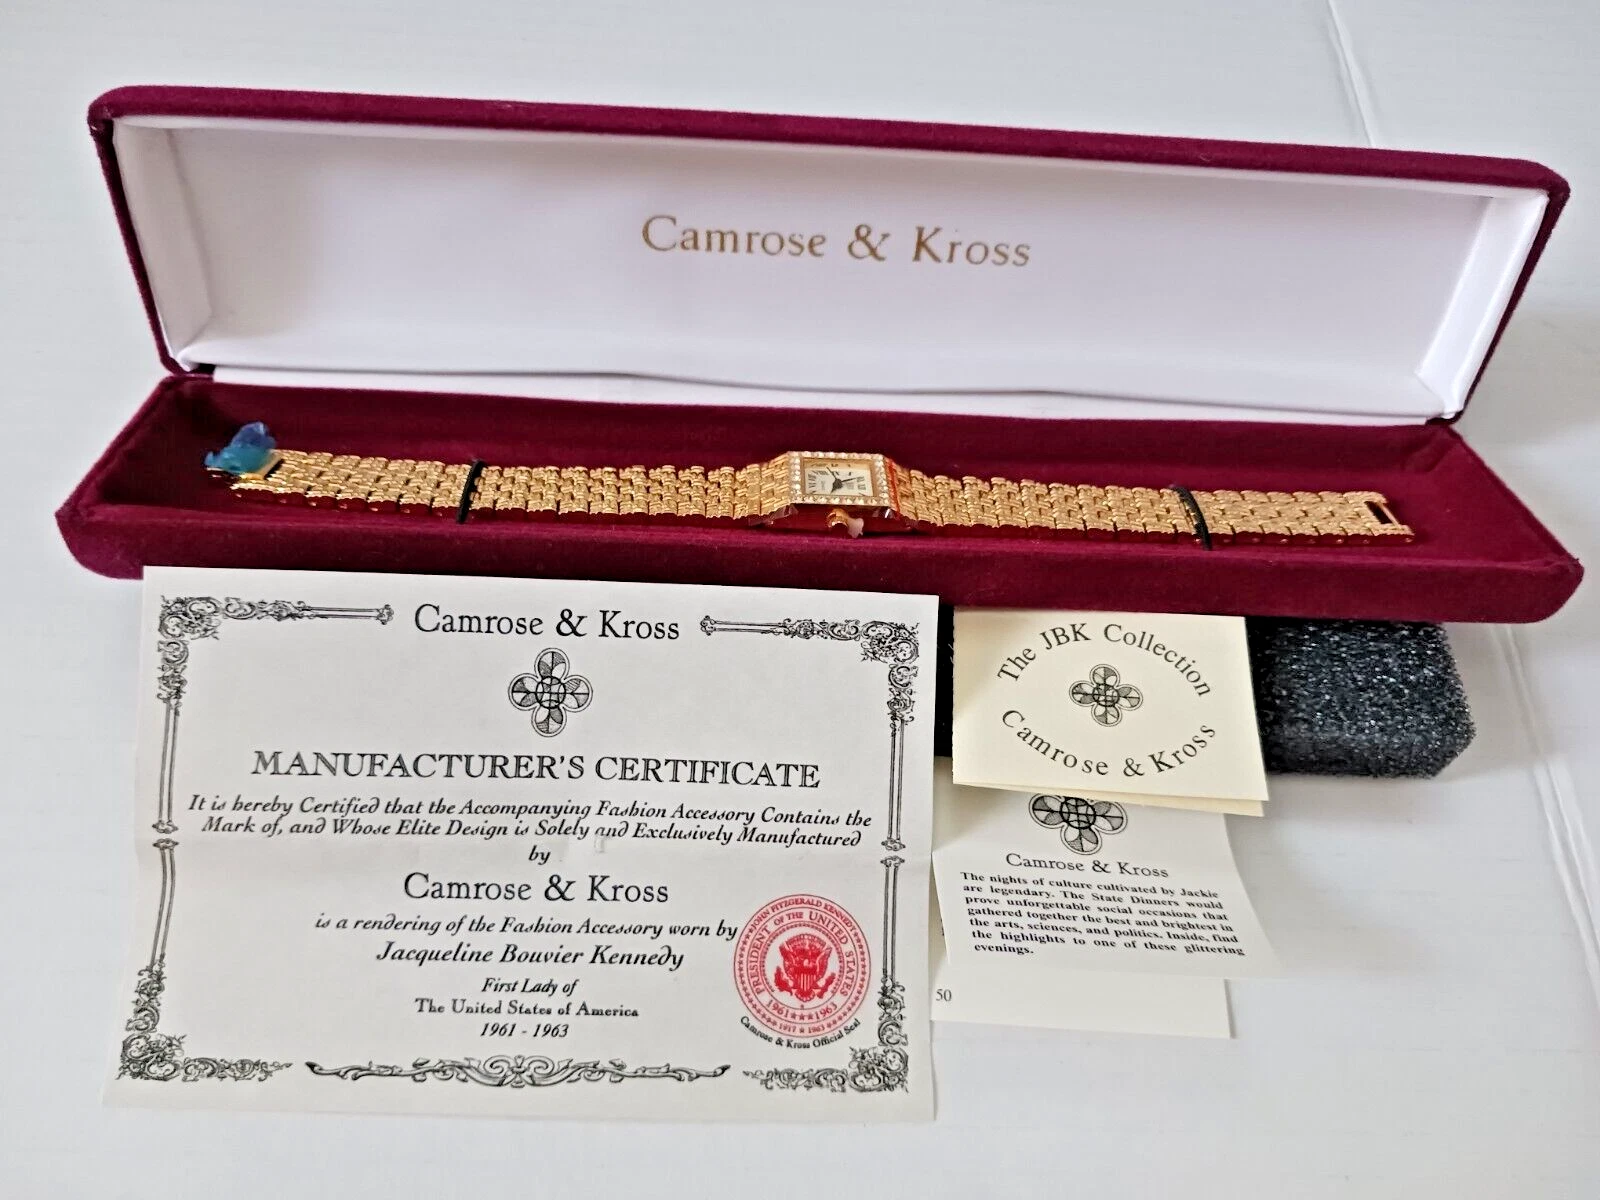 Camrose & Kross
Camrose & Kross
MANUFACTURER'S CERTIFICATE
It is hereby Certified that the Accompanying Fashion Accessory Contains the
Mark of, and Whose Elite Design is Solely and Exclusively Manufactured
by
Camrose & Kross
is a rendering of the Fashion Accessory worn by
Jacqueline Bouvier Kennedy
First Lady of
The United States of America
1961 - 1963
JOHN FITZGERALD KENNEDY
PRESIDENT OF THE UNITED STATES
1961 ★★★ 1963
1917 ★ 1963
Camrose & Kross Official Seal
The JBK Collection
Camrose & Kross
Camrose & Kross
The nights of culture cultivated by Jackie
are legendary. The State Dinners would
prove unforgettable social occasions that
gathered together the best and brightest in
the arts, sciences, and politics. Inside, find
the highlights to one of these glittering
evenings.
50